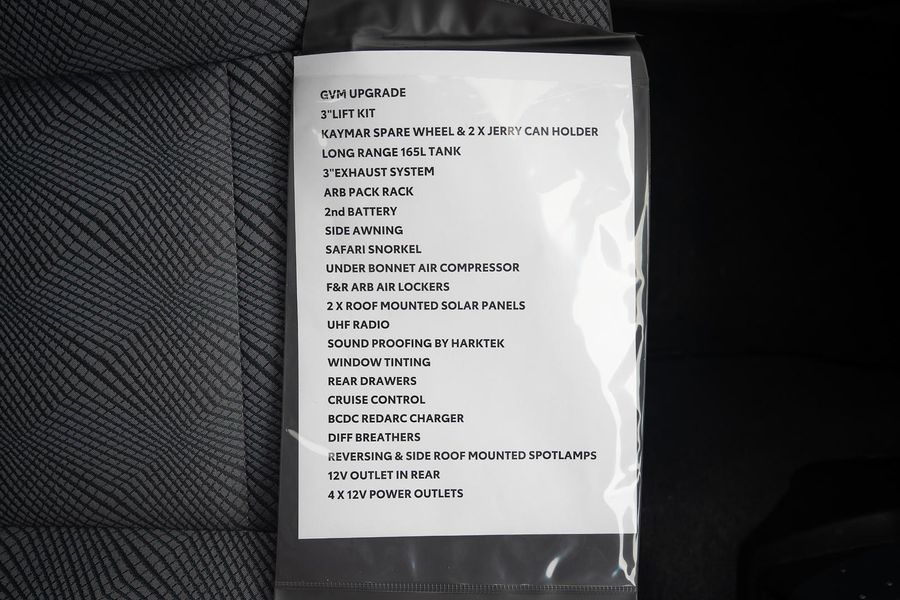 GVM UPGRADE
3"LIFT KIT
KAYMAR SPARE WHEEL & 2 X JERRY CAN HOLDER
LONG RANGE 165L TANK
3"EXHAUST SYSTEM
ARB PACK RACK
2nd BATTERY
SIDE AWNING
SAFARI SNORKEL
UNDER BONNET AIR COMPRESSOR
F&R ARB AIR LOCKERS
2 X ROOF MOUNTED SOLAR PANELS
UHF RADIO
SOUND PROOFING BY HARKTEK
WINDOW TINTING
REAR DRAWERS
CRUISE CONTROL
BCDC REDARC CHARGER
DIFF BREATHERS
REVERSING & SIDE ROOF MOUNTED SPOTLAMPS
12V OUTLET IN REAR
4 X 12V POWER OUTLETS